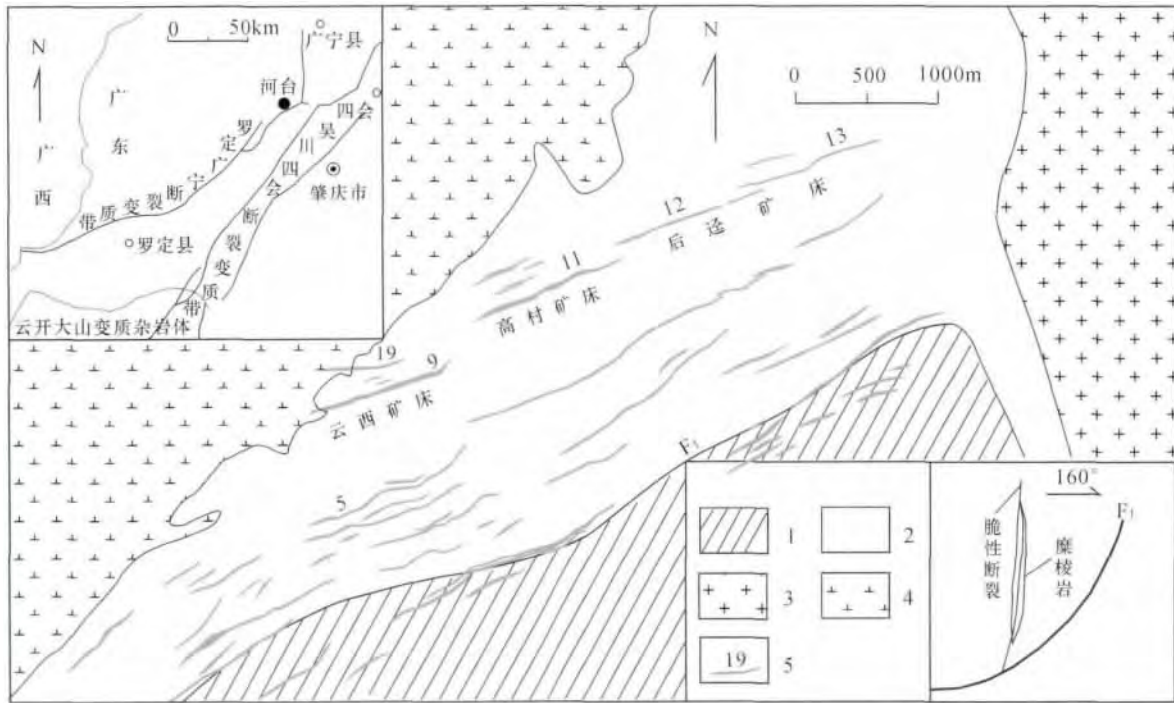 N
0 50km
广宁县
河台
四会
广东
广西
罗定广宁断裂变质带
吴川四会断裂变质带
肇庆市
罗定县
云开大山变质杂岩体
N
0 500 1000m
13
12
后迳矿床
11
高村矿床
19
9
云西矿床
5
F₁
1
2
3
4
19
5
160°
F₁
脆性断裂
糜棱岩